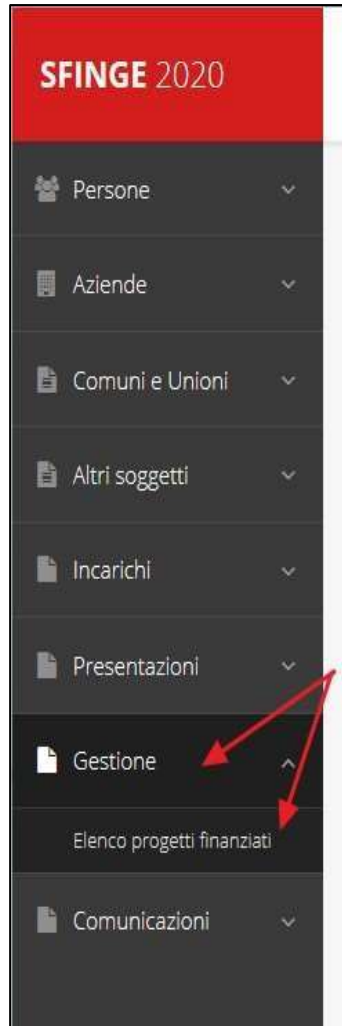 SFINGE 2020
Persone
Aziende
Comuni e Unioni
Altri soggetti
Incarichi
Presentazioni
Gestione
Elenco progetti finanziati
Comunicazioni